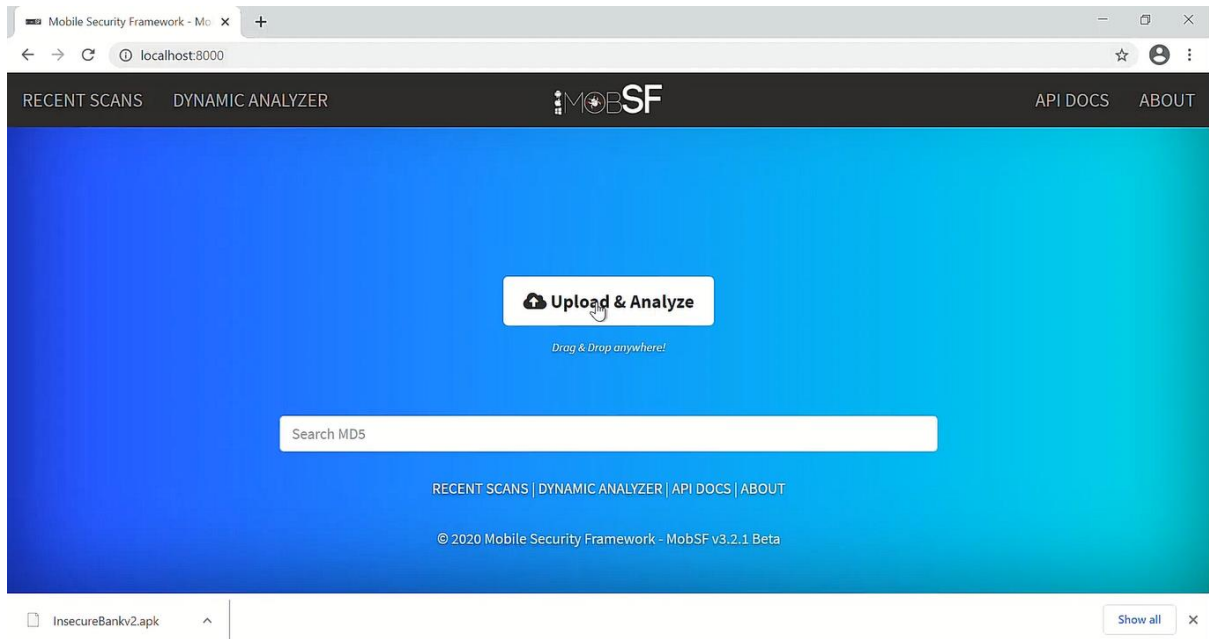 Mobile Security Framework - Mo
localhost:8000
RECENT SCANS DYNAMIC ANALYZER MOBSF API DOCS ABOUT
Upload & Analyze
Drag & Drop anywhere!
Search MD5
RECENT SCANS | DYNAMIC ANALYZER | API DOCS | ABOUT
© 2020 Mobile Security Framework - MobSF v3.2.1 Beta
InsecureBankv2.apk Show all